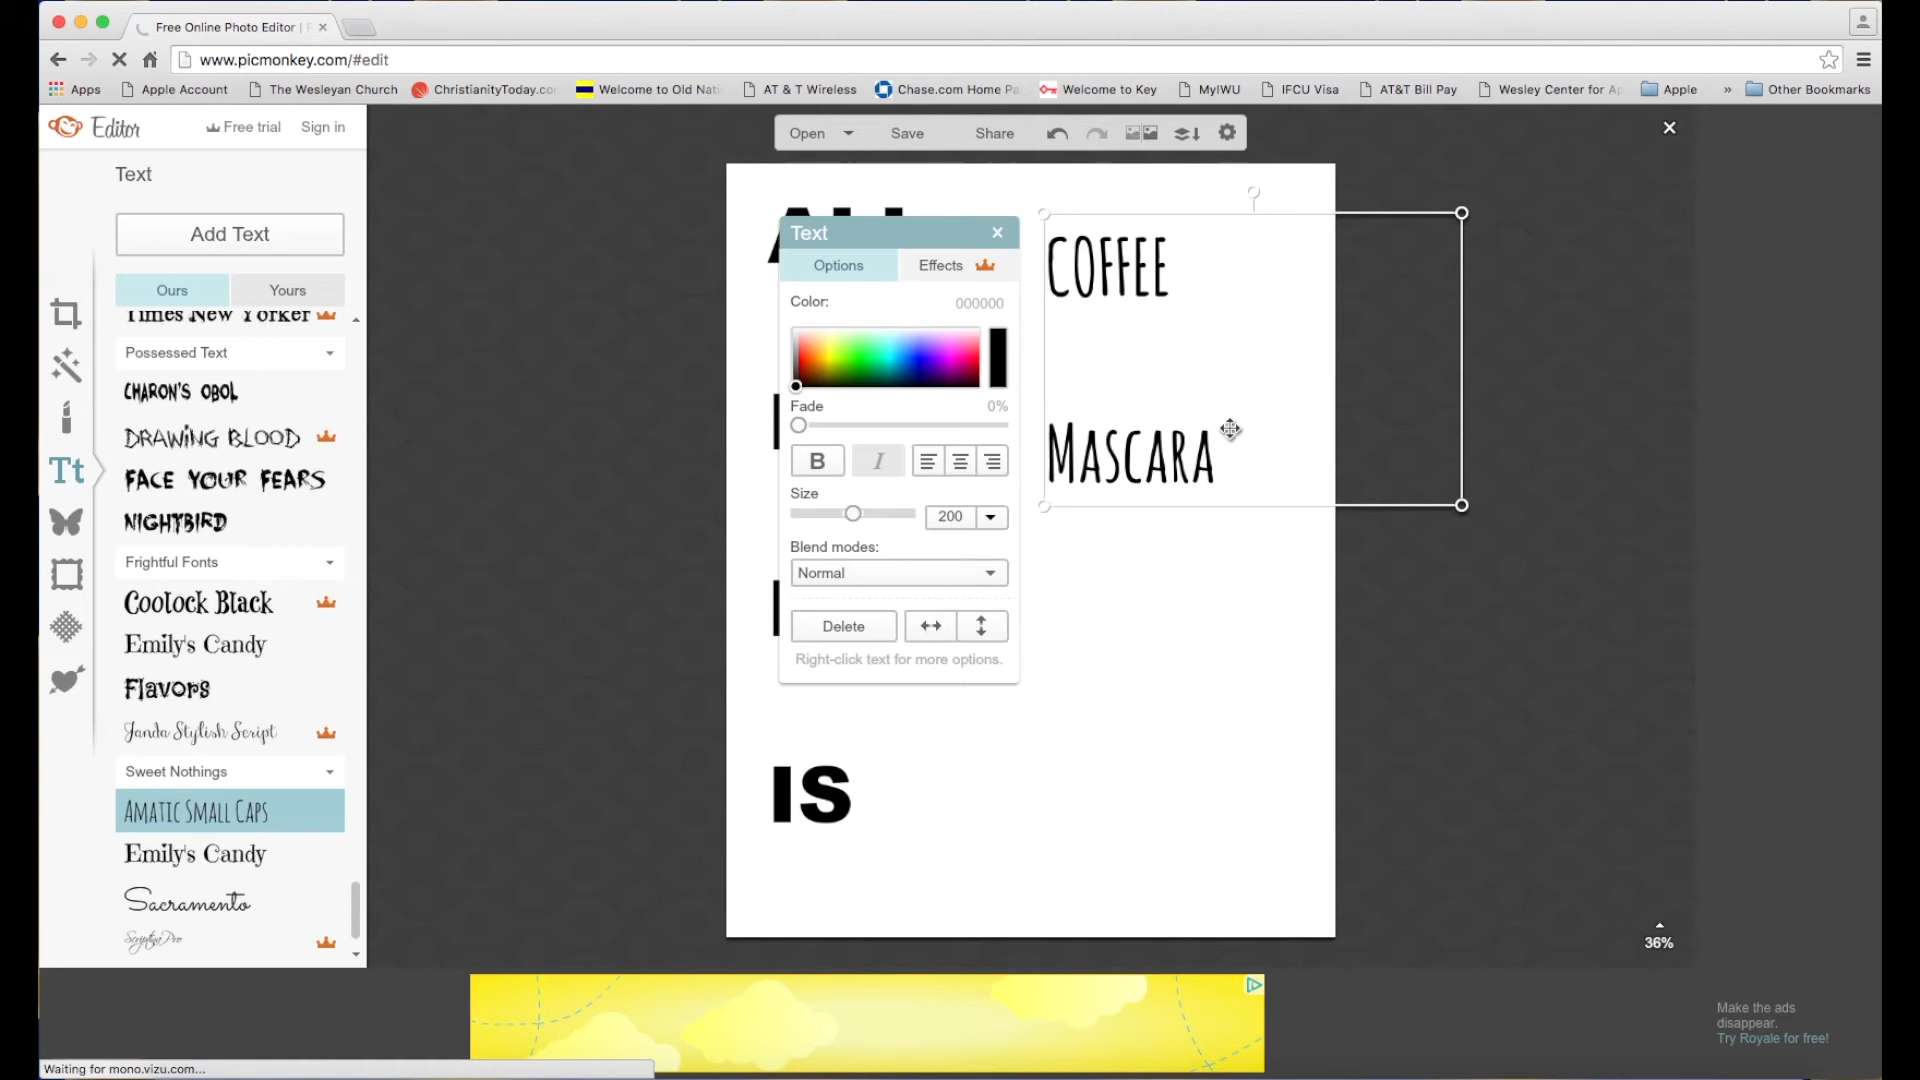 Free Online Photo Editor |
www.picmonkey.com/#edit
Apps
Apple Account
The Wesleyan Church
ChristianityToday.co
Welcome to Old Nati
AT & T Wireless
Chase.com Home Pa
Welcome to Key
MyIWU
IFCU Visa
AT&T Bill Pay
Wesley Center for Ap
Apple
»
Other Bookmarks
Editor
Free trial
Sign in
Open
Save
Share
Text
Add Text
Ours
Yours
Times New Yorker
Possessed Text
CHARON'S OBOL
DRAWING BLOOD
FACE YOUR FEARS
NIGHTBIRD
Frightful Fonts
Coolock Black
Emily's Candy
Flavors
Janda Stylish Script
Sweet Nothings
AMATIC SMALL CAPS
Emily's Candy
Sacramento
ScriptinaPro
Text
Options
Effects
Color:
000000
Fade
0%
B
I
Size
200
Blend modes:
Normal
Delete
Right-click text for more options.
COFFEE
MASCARA
IS
36%
Make the ads
disappear.
Try Royale for free!
Waiting for mono.vizu.com...